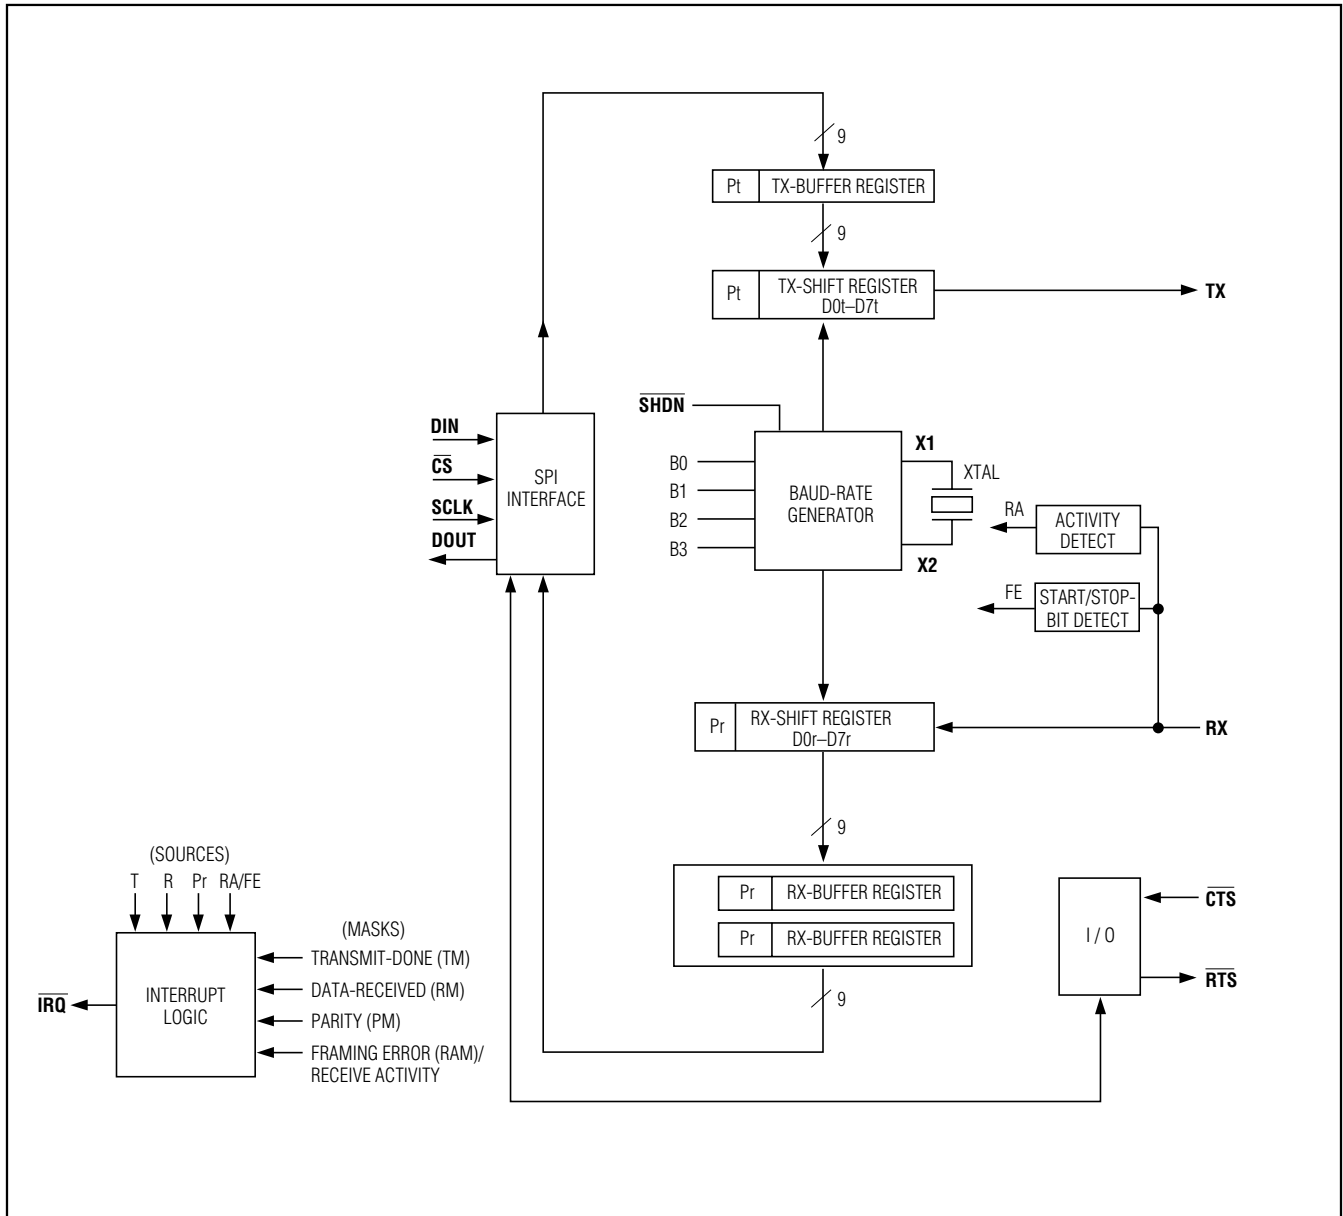 9
Pt TX-BUFFER REGISTER
9
Pt TX-SHIFT REGISTER
D0t–D7t
TX
SHDN
DIN
CS
SCLK
DOUT
SPI
INTERFACE
B0
B1
B2
B3
BAUD-RATE
GENERATOR
X1
XTAL
X2
RA
ACTIVITY
DETECT
FE
START/STOP-
BIT DETECT
Pr RX-SHIFT REGISTER
D0r–D7r
RX
9
Pr RX-BUFFER REGISTER
Pr RX-BUFFER REGISTER
9
I / O
CTS
RTS
(SOURCES)
T R Pr RA/FE
(MASKS)
TRANSMIT-DONE (TM)
DATA-RECEIVED (RM)
PARITY (PM)
FRAMING ERROR (RAM)/
RECEIVE ACTIVITY
INTERRUPT
LOGIC
IRQ